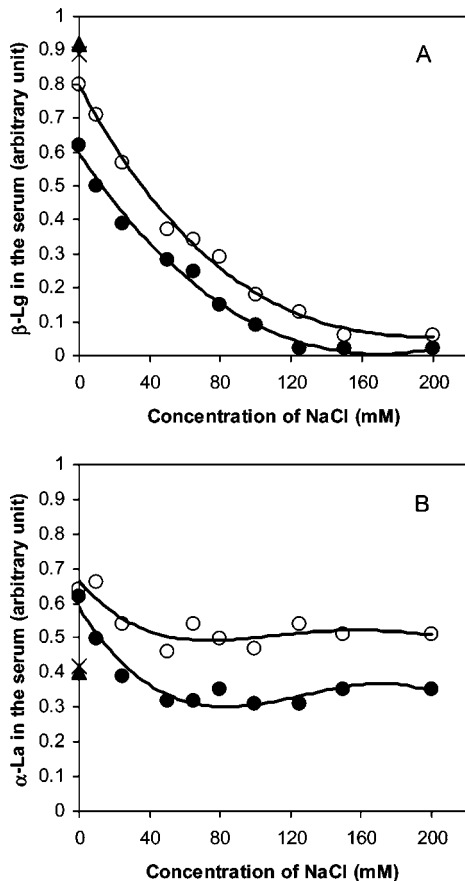 A
β-Lg in the serum (arbitrary unit)
1
0.9
0.8
0.7
0.6
0.5
0.4
0.3
0.2
0.1
0
0 40 80 120 160 200
Concentration of NaCl (mM)
B
α-La in the serum (arbitrary unit)
1
0.9
0.8
0.7
0.6
0.5
0.4
0.3
0.2
0.1
0
0 40 80 120 160 200
Concentration of NaCl (mM)